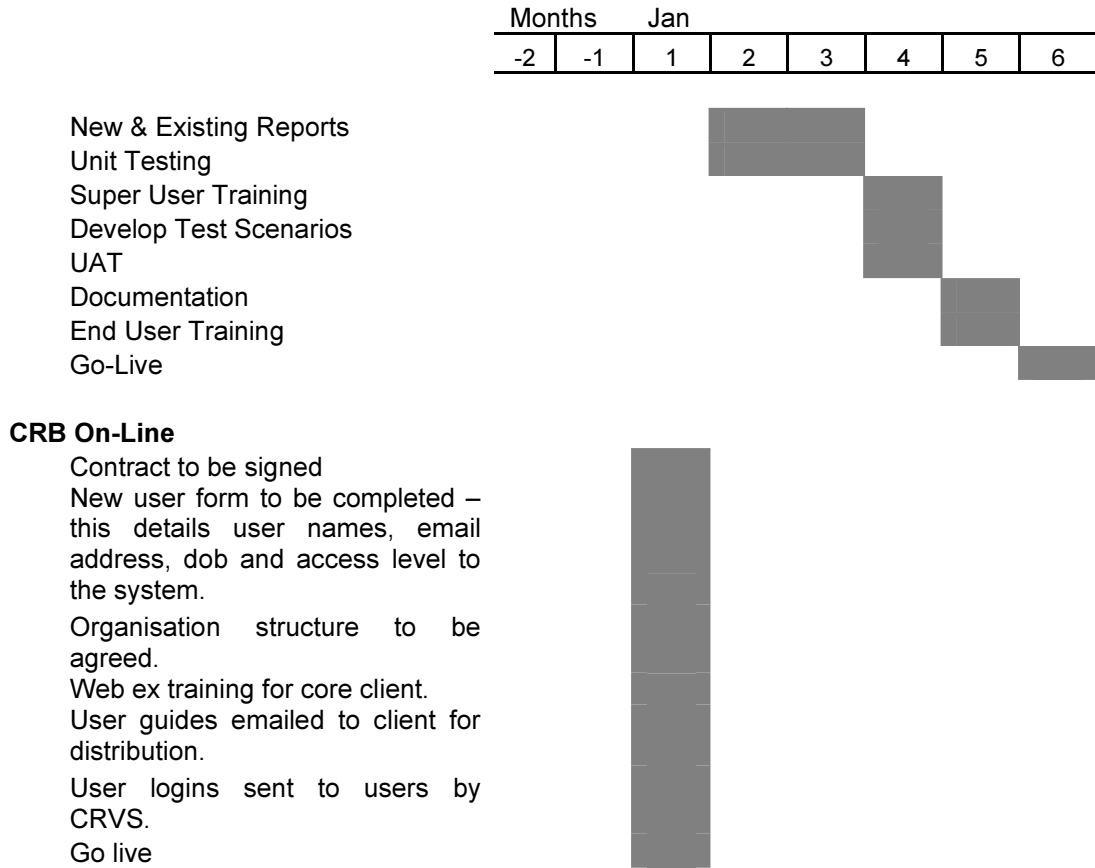 Months Jan
-2 -1 1 2 3 4 5 6
New & Existing Reports
Unit Testing
Super User Training
Develop Test Scenarios
UAT
Documentation
End User Training
Go-Live
CRB On-Line
Contract to be signed
New user form to be completed –
this details user names, email
address, dob and access level to
the system.
Organisation structure to be
agreed.
Web ex training for core client.
User guides emailed to client for
distribution.
User logins sent to users by
CRVS.
Go live